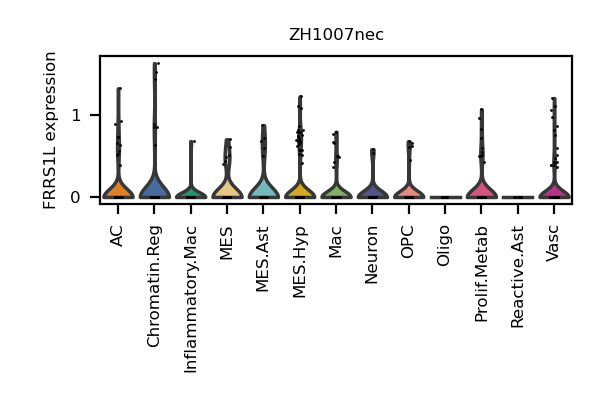 ZH1007nec
FRRS1L expression
1
0
AC
Chromatin.Reg
Inflammatory.Mac
MES
MES.Ast
MES.Hyp
Mac
Neuron
OPC
Oligo
Prolif.Metab
Reactive.Ast
Vasc